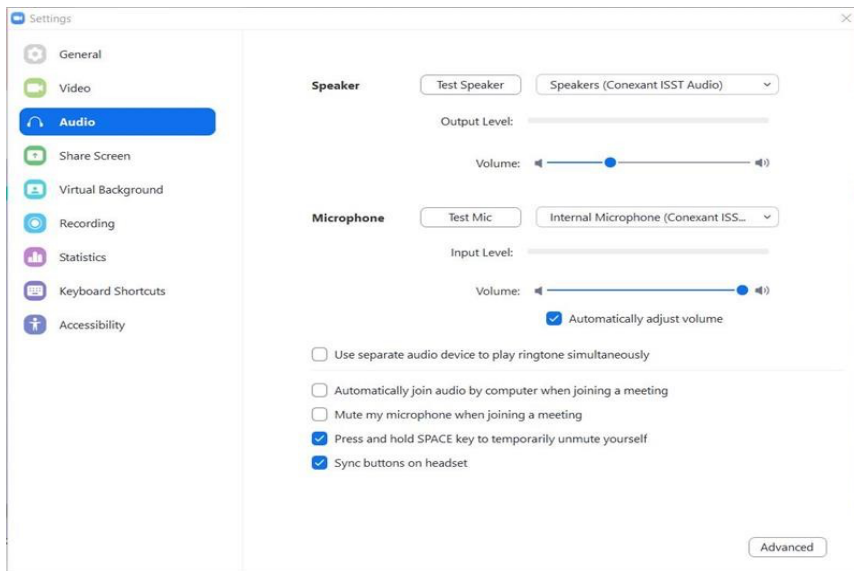 Settings
General
Video
Audio
Share Screen
Virtual Background
Recording
Statistics
Keyboard Shortcuts
Accessibility
Speaker Test Speaker Speakers (Conexant ISST Audio)
Output Level:
Volume:
Microphone Test Mic Internal Microphone (Conexant ISS...
Input Level:
Volume:
Automatically adjust volume
Use separate audio device to play ringtone simultaneously
Automatically join audio by computer when joining a meeting
Mute my microphone when joining a meeting
Press and hold SPACE key to temporarily unmute yourself
Sync buttons on headset
Advanced